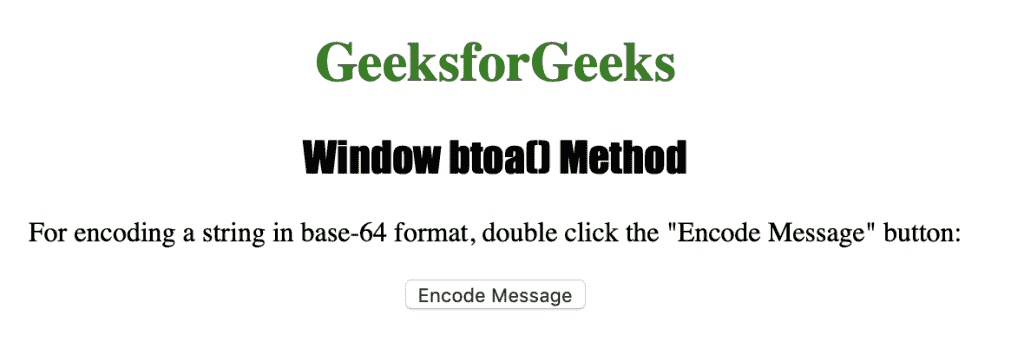 GeeksforGeeks
Window btoa() Method
For encoding a string in base-64 format, double click the "Encode Message" button:
Encode Message